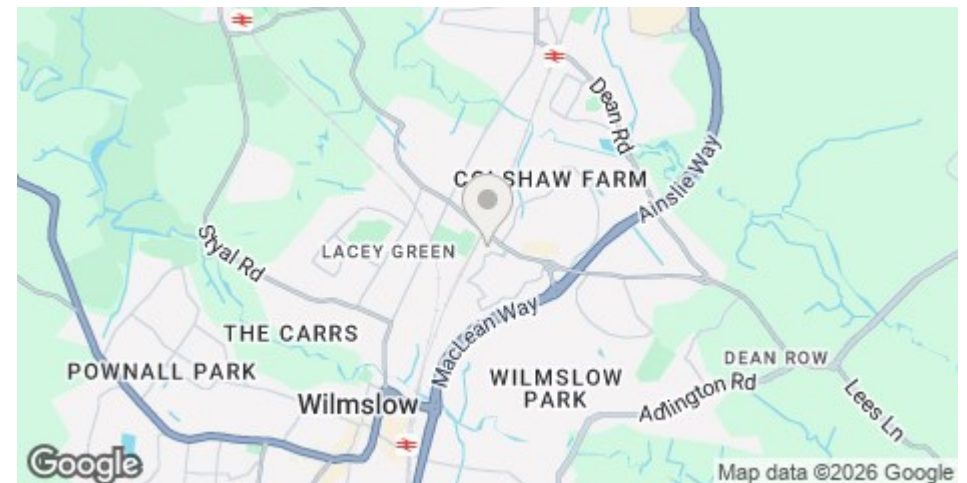 Dean Rd
COLSHAW FARM
Ainslie Way
LACEY GREEN
Styal Rd
THE CARRS
MacLean Way
POWNALL PARK
DEAN ROW
WILMSLOW
PARK
Adlington Rd
Wilmslow
Lees Ln
Google
Map data ©2026 Google